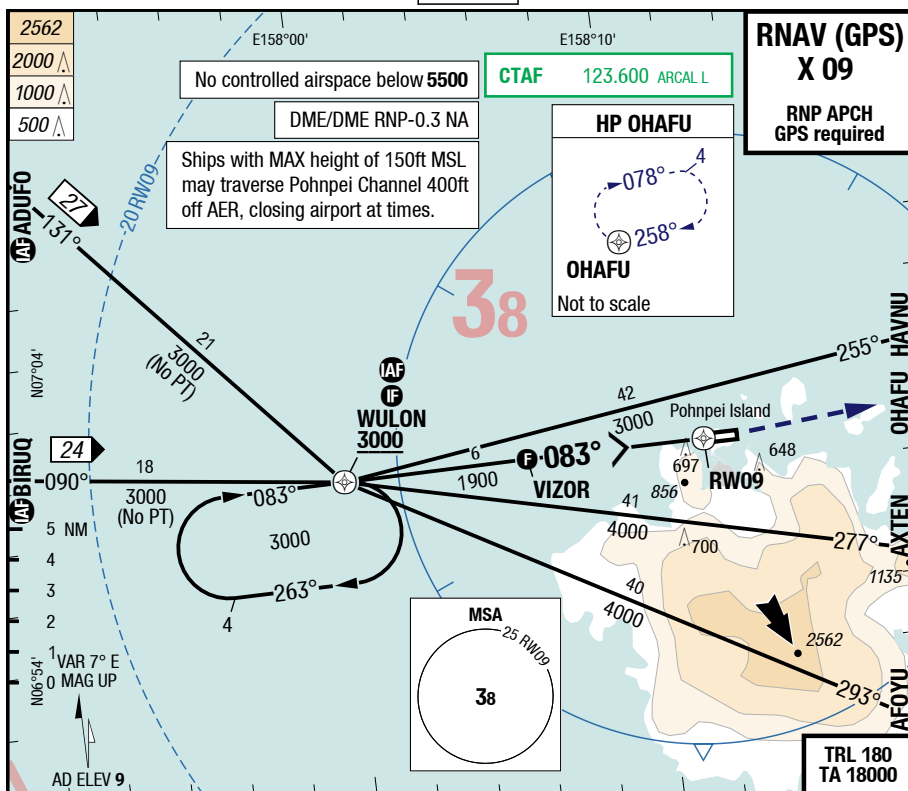 2562
2000
1000
500
E158°00'
E158°10'
RNAV (GPS)
X 09
RNP APCH
GPS required
No controlled airspace below 5500
CTAF 123.600 ARCAL L
DME/DME RNP-0.3 NA
Ships with MAX height of 150ft MSL
may traverse Pohnpei Channel 400ft
off AER, closing airport at times.
HP OHAFU
078°
4
258°
OHAFU
Not to scale
20 RW09
IAF ADUFO
27
131°
21
3000
(No PT)
38
HAVNU
255°
42
3000
OHAFU
N07°04'
IAF
IF
WULON
3000
Pohnpei Island
IAF BIRUQ
24
090°
18
3000
(No PT)
6
1900
F
VIZOR
083°
RW09
697
648
856
083°
3000
263°
4
41
4000
277°
AXTEN
700
1135
40
4000
293°
AFOYU
2562
5 NM
4
3
2
1
0
N06°54'
VAR 7° E
MAG UP
AD ELEV 9
MSA
25 RW09
38
TRL 180
TA 18000